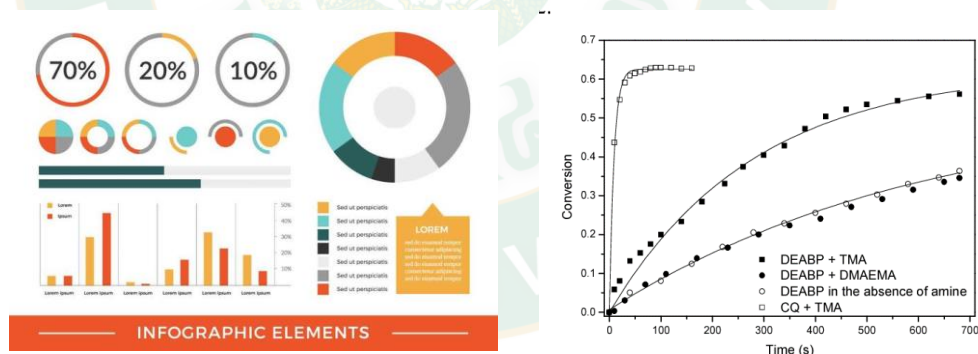 70%
20%
10%
Lorem
Ipsum
50%
40%
30%
20%
10%
Lorem Ipsum
Lorem Ipsum
Lorem Ipsum
Lorem Ipsum
Lorem Ipsum
Lorem Ipsum
Sed ut perspiciatis
Sed ut perspiciatis
Sed ut perspiciatis
Sed ut perspiciatis
Sed ut perspiciatis
Sed ut perspiciatis
Sed ut perspiciatis
LOREM
INFOGRAPHIC ELEMENTS
0.7
0.6
0.5
0.4
0.3
0.2
0.1
0.0
Conversion
DEABP + TMA
DEABP + DMAEMA
DEABP in the absence of amine
CQ + TMA
0 100 200 300 400 500 600 700
Time (s)